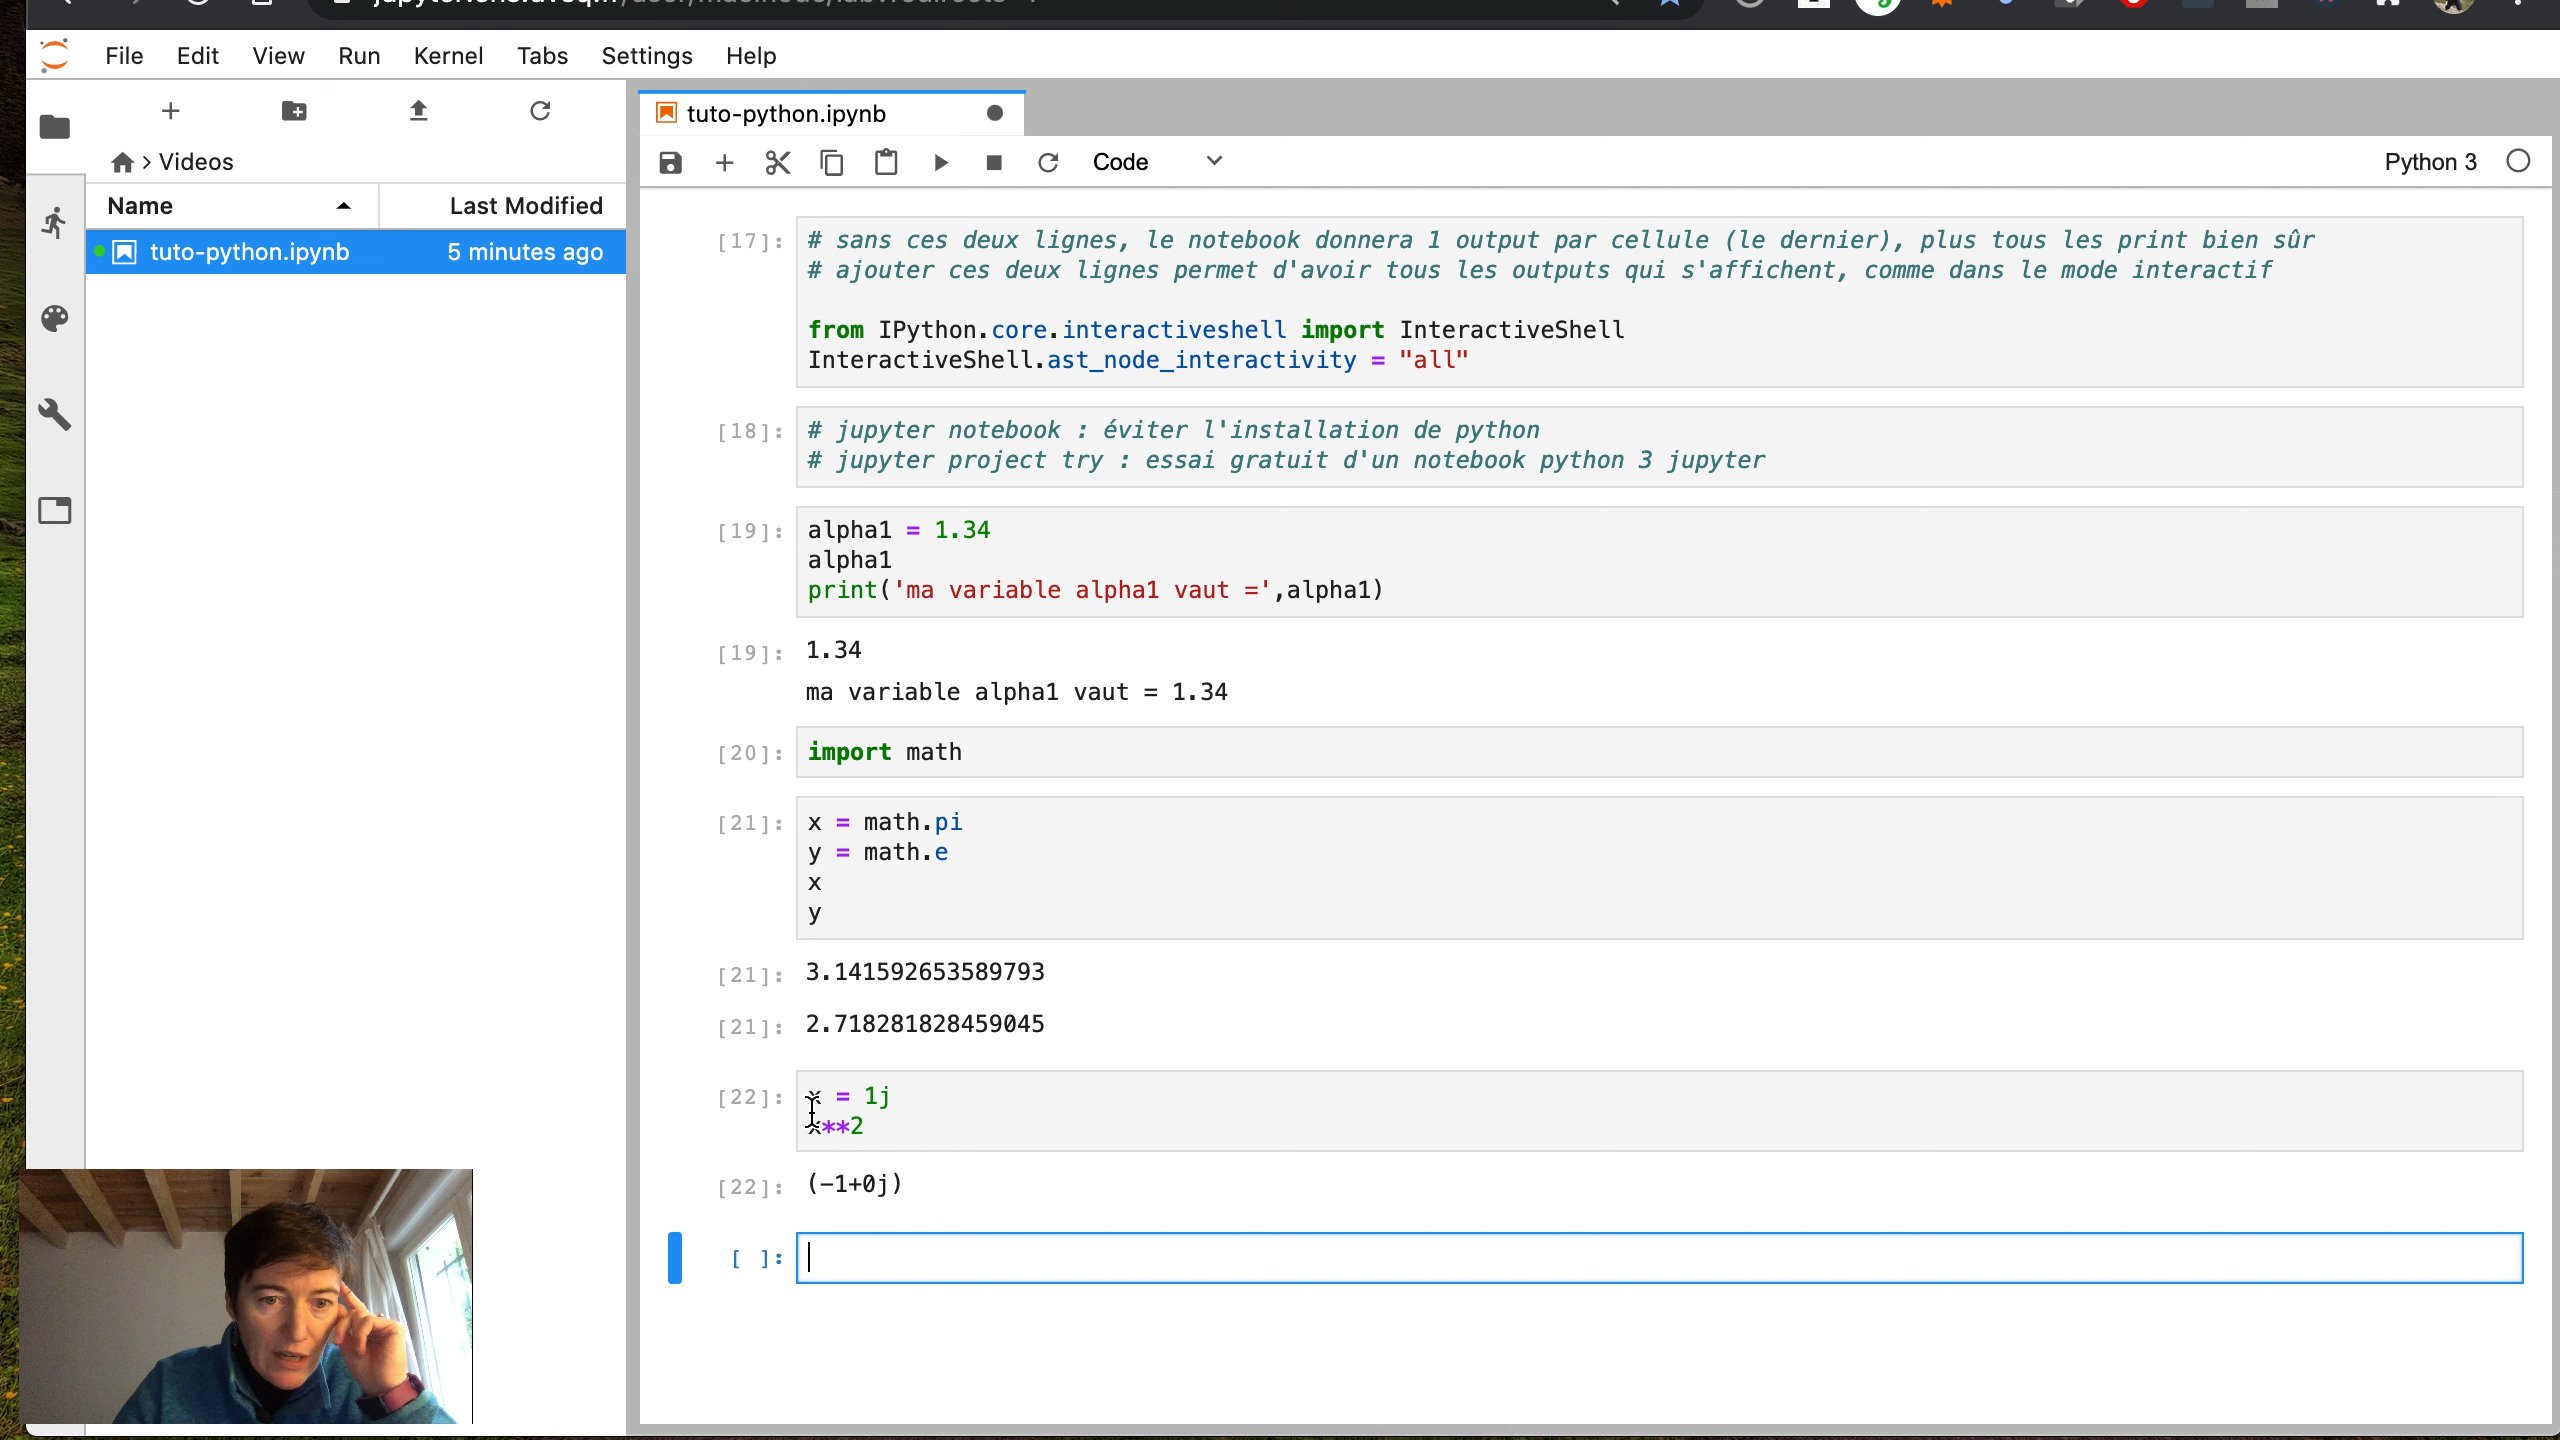 File Edit View Run Kernel Tabs Settings Help
Videos
Name Last Modified
tuto-python.ipynb 5 minutes ago
tuto-python.ipynb
Code Python 3
[17]: # sans ces deux lignes, le notebook donnera 1 output par cellule (le dernier), plus tous les print bien sûr
# ajouter ces deux lignes permet d'avoir tous les outputs qui s'affichent, comme dans le mode interactif
from IPython.core.interactiveshell import InteractiveShell
InteractiveShell.ast_node_interactivity = "all"
[18]: # jupyter notebook : éviter l'installation de python
# jupyter project try : essai gratuit d'un notebook python 3 jupyter
[19]: alpha1 = 1.34
alpha1
print('ma variable alpha1 vaut =',alpha1)
[19]: 1.34
ma variable alpha1 vaut = 1.34
[20]: import math
[21]: x = math.pi
y = math.e
x
y
[21]: 3.141592653589793
[21]: 2.718281828459045
[22]: x = 1j
x**2
[22]: (-1+0j)
[ ]: